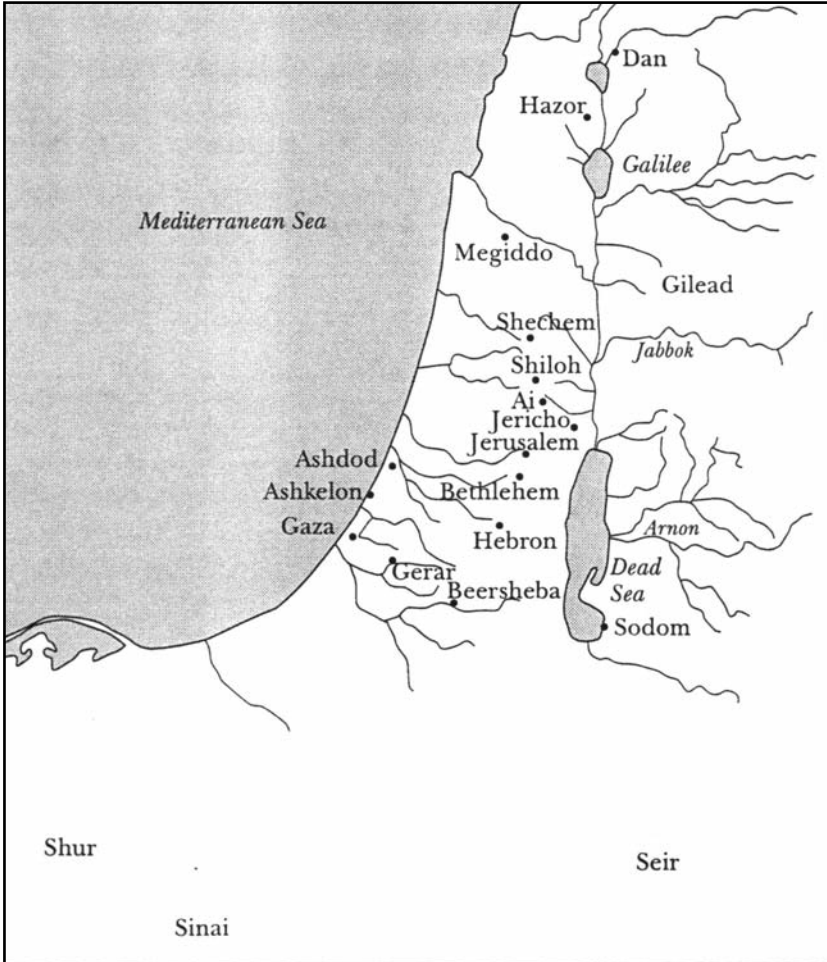 Dan
Hazor
Galilee
Mediterranean Sea
Megiddo
Gilead
Shechem
Jabbok
Shiloh
Ai
Jericho
Jerusalem
Ashdod
Ashkelon
Bethlehem
Gaza
Hebron
Arnon
Gerar
Dead
Sea
Beersheba
Sodom
Shur
Seir
Sinai